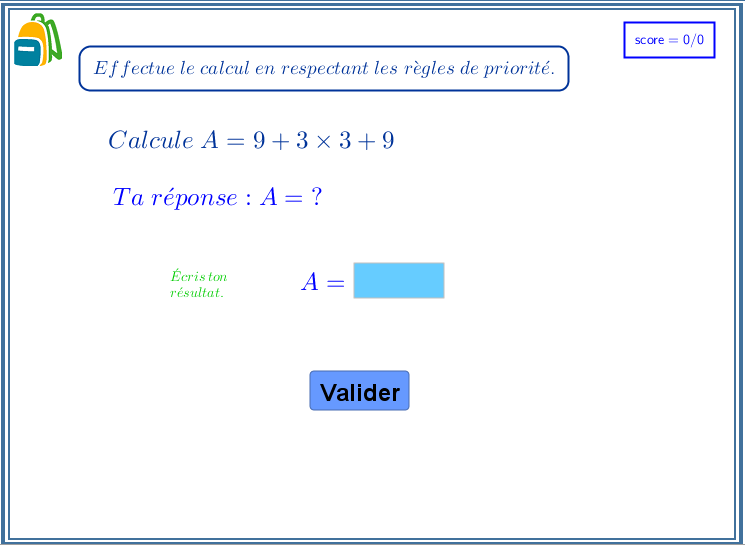 score = 0/0
Effectue le calcul en respectant les règles de priorité.
Calcule A = 9 + 3 × 3 + 9
Ta réponse : A = ?
Écris ton
résultat.
A =
Valider